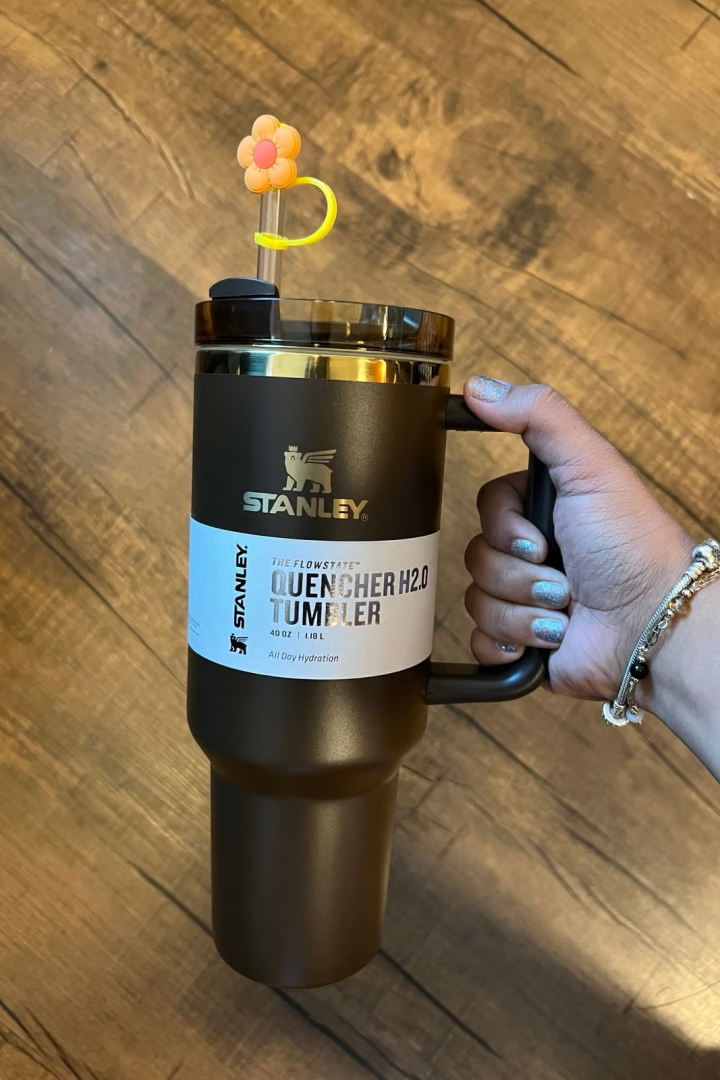 STANLEY®
STANLEY.
THE FLOWSTATE™
QUENCHER H2.0
TUMBLER
40 OZ | 1.18 L
All Day Hydration